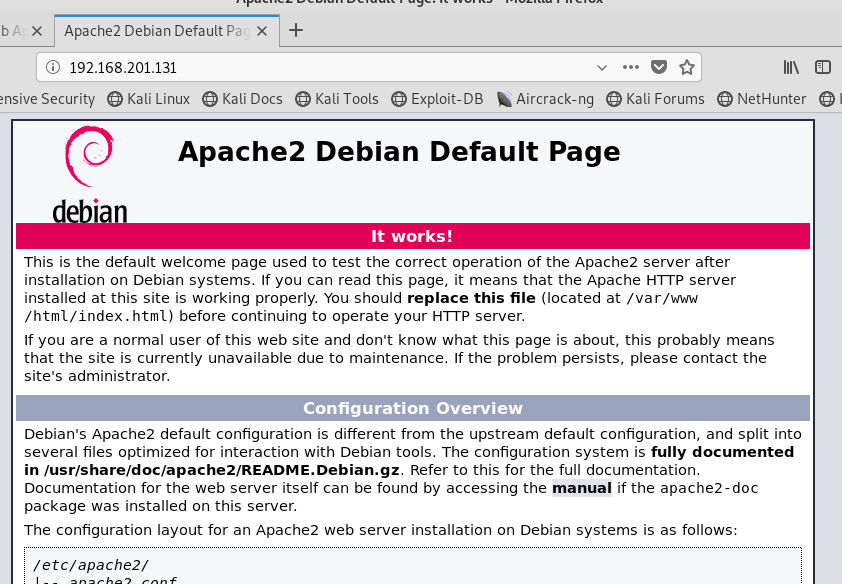 Apache2 Debian Default Page: It works - Mozilla Firefox
Apache2 Debian Default Pag
192.168.201.131
ensive Security Kali Linux Kali Docs Kali Tools Exploit-DB Aircrack-ng Kali Forums NetHunter
debian
Apache2 Debian Default Page
It works!
This is the default welcome page used to test the correct operation of the Apache2 server after
installation on Debian systems. If you can read this page, it means that the Apache HTTP server
installed at this site is working properly. You should replace this file (located at /var/www
/html/index.html) before continuing to operate your HTTP server.
If you are a normal user of this web site and don't know what this page is about, this probably means
that the site is currently unavailable due to maintenance. If the problem persists, please contact the
site's administrator.
Configuration Overview
Debian's Apache2 default configuration is different from the upstream default configuration, and split into
several files optimized for interaction with Debian tools. The configuration system is fully documented
in /usr/share/doc/apache2/README.Debian.gz. Refer to this for the full documentation.
Documentation for the web server itself can be found by accessing the manual if the apache2-doc
package was installed on this server.
The configuration layout for an Apache2 web server installation on Debian systems is as follows:
/etc/apache2/
|-- apache2.conf